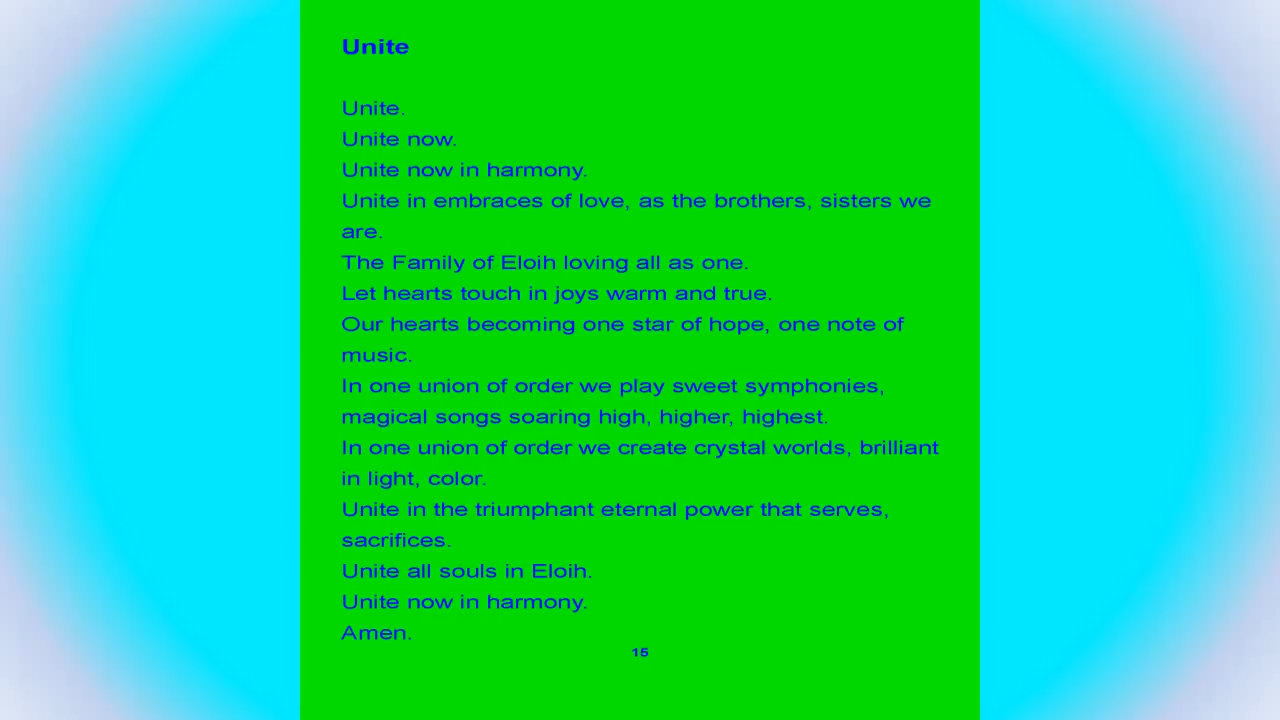 Unite
Unite.
Unite now.
Unite now in harmony.
Unite in embraces of love, as the brothers, sisters we
are.
The Family of Eloih loving all as one.
Let hearts touch in joys warm and true.
Our hearts becoming one star of hope, one note of
music.
In one union of order we play sweet symphonies,
magical songs soaring high, higher, highest.
In one union of order we create crystal worlds, brilliant
in light, color.
Unite in the triumphant eternal power that serves,
sacrifices.
Unite all souls in Eloih.
Unite now in harmony.
Amen.
15